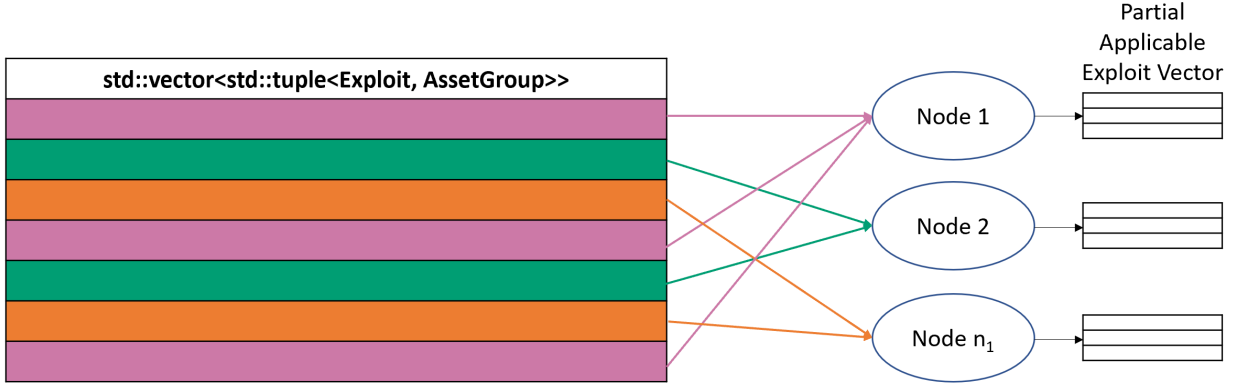 Partial
Applicable
Exploit Vector
std::vector<std::tuple<Exploit, AssetGroup>>
Node 1
Node 2
Node n₁